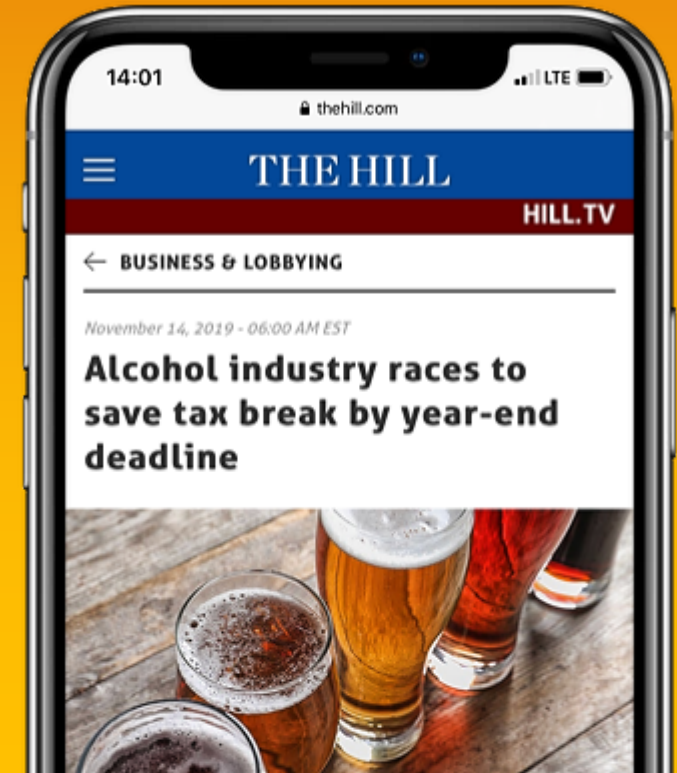 14:01 LTE
thehill.com
THE HILL
HILL.TV
← BUSINESS & LOBBYING
November 14, 2019 - 06:00 AM EST
Alcohol industry races to
save tax break by year-end
deadline